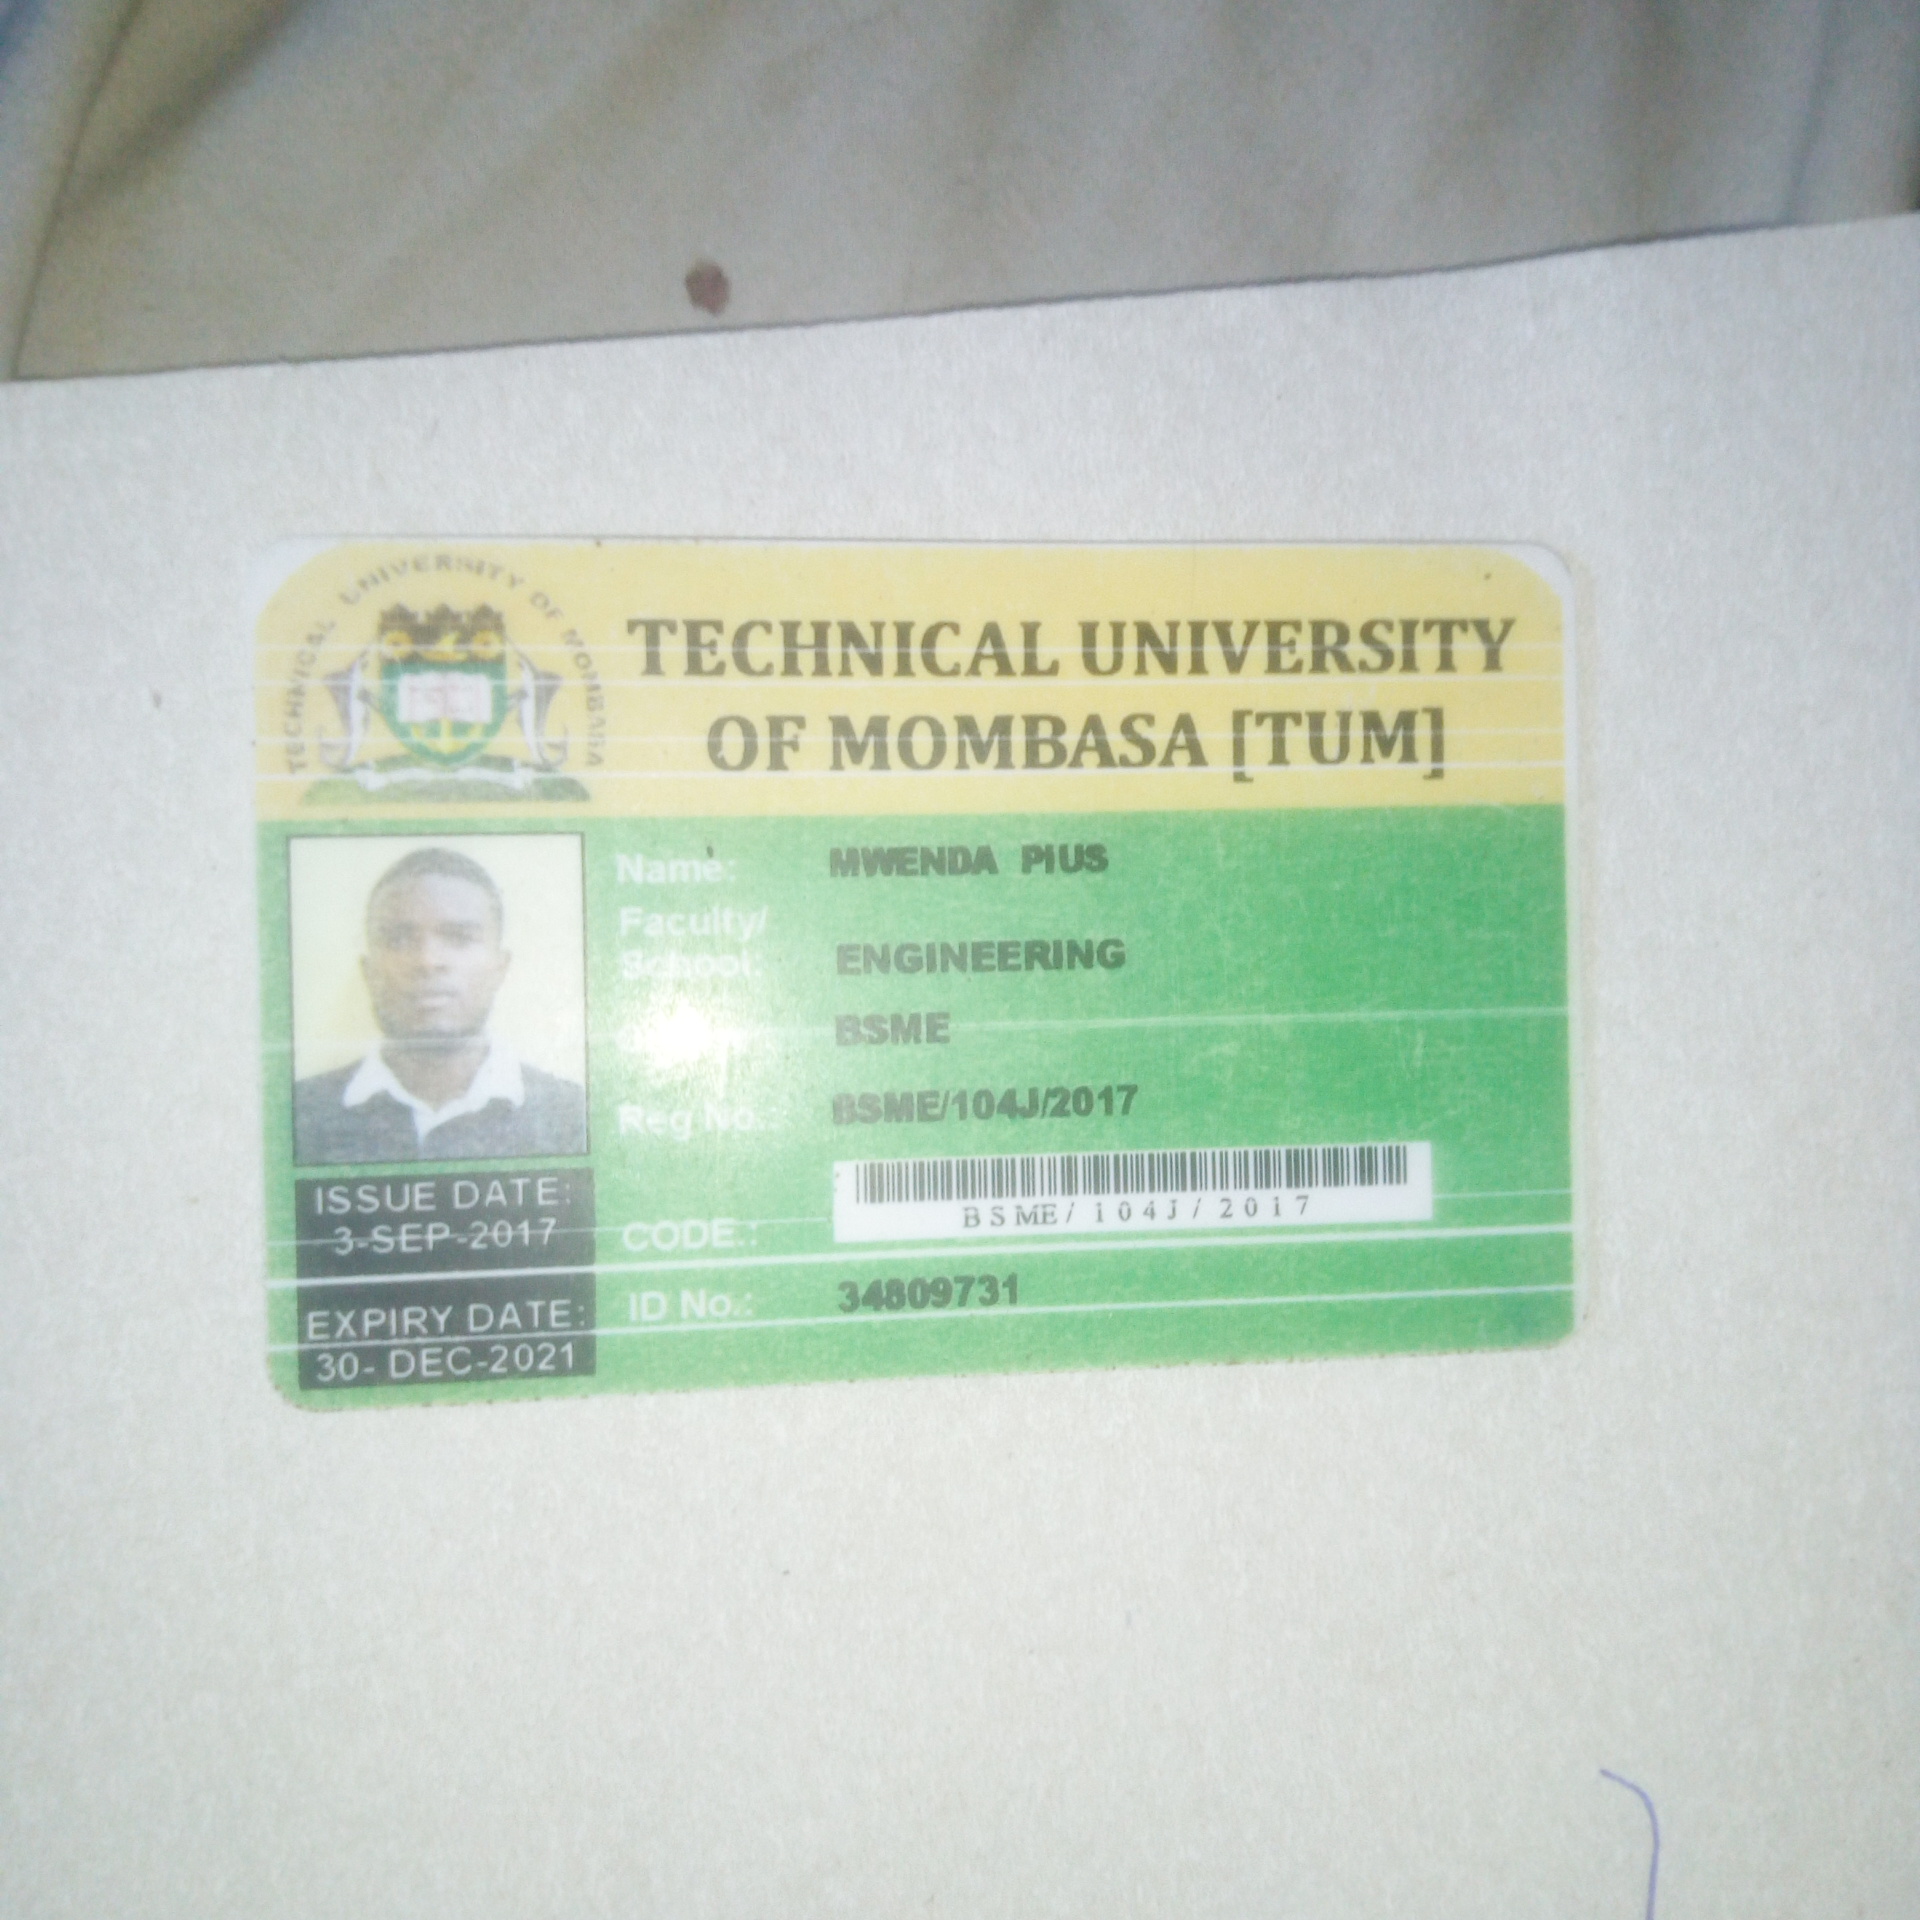 TECHNICAL UNIVERSITY OF MOMBASA
TECHNICAL UNIVERSITY
OF MOMBASA [TUM]
Name: MWENDA PIUS
Faculty/
School: ENGINEERING
BSME
Reg No.: BSME/104J/2017
BSME/104J/2017
CODE.:
ID No.: 34809731
ISSUE DATE:
3-SEP-2017
EXPIRY DATE:
30- DEC-2021